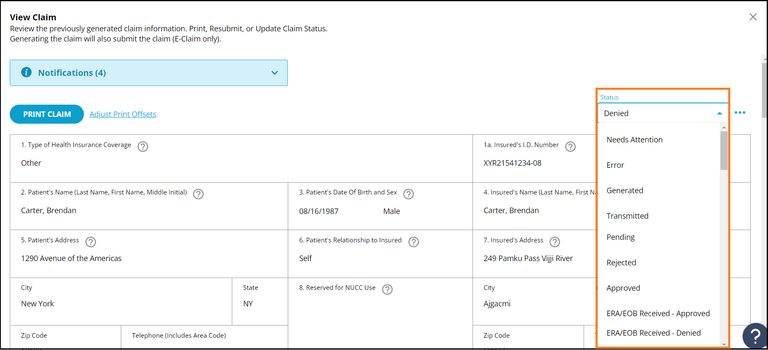 View Claim
Review the previously generated claim information. Print, Resubmit, or Update Claim Status.
Generating the claim will also submit the claim (E-Claim only).
Notifications (4)
PRINT CLAIM
Adjust Print Offsets
Status
Denied
Needs Attention
Error
Generated
Transmitted
Pending
Rejected
Approved
ERA/EOB Received - Approved
ERA/EOB Received - Denied
1. Type of Health Insurance Coverage
Other
1a. Insured's I.D. Number
XYR21541234-08
2. Patient's Name (Last Name, First Name, Middle Initial)
Carter, Brendan
3. Patient's Date Of Birth and Sex
08/16/1987 Male
4. Insured's Name (Last Name, First N
Carter, Brendan
5. Patient's Address
1290 Avenue of the Americas
6. Patient's Relationship to Insured
Self
7. Insured's Address
249 Pamku Pass Vijji River
City
New York
State
NY
8. Reserved for NUCC Use
City
Ajgacmi
Zip Code
Telephone (Includes Area Code)
Zip Code